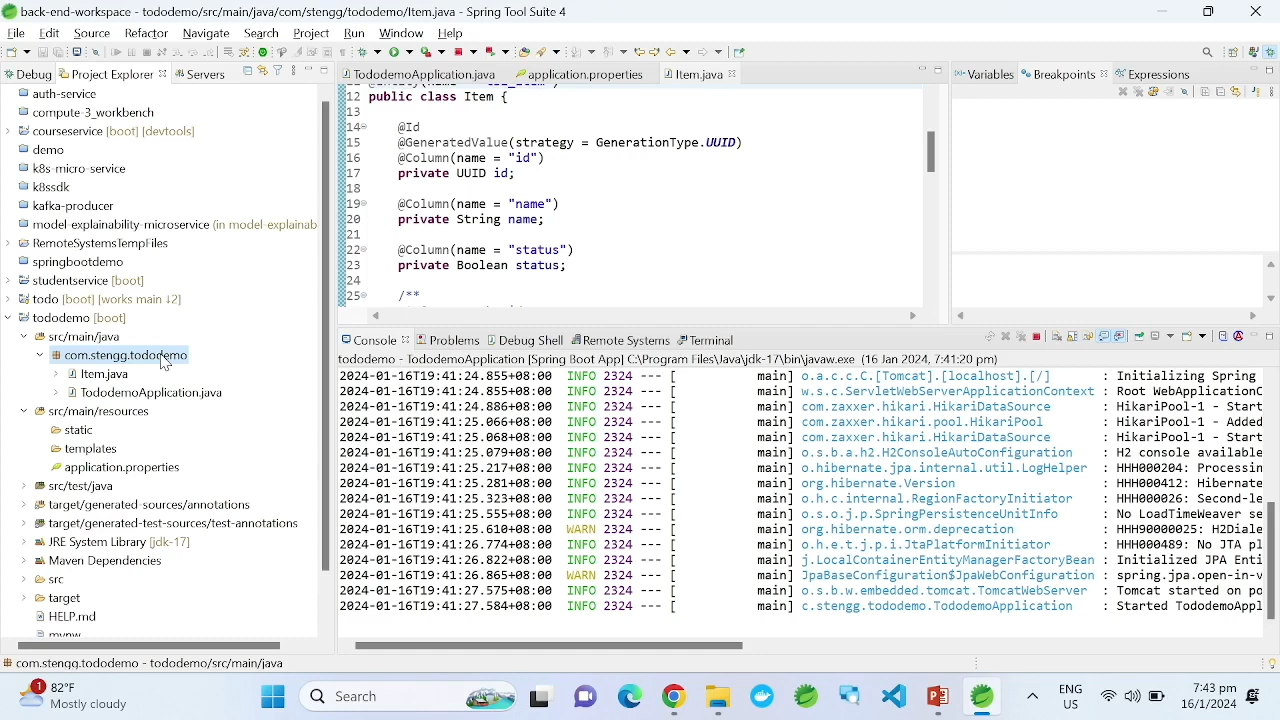 back-end-workspace - tododemo/src/main/java/com/stengg/tododemo/Item.java - Spring Tool Suite 4
File Edit Source Refactor Navigate Search Project Run Window Help
Debug Project Explorer Servers
auth-service
compute-3_workbench
courseservice [boot] [devtools]
demo
k8s-micro-service
k8ssdk
kafka-producer
model-explainability-microservice (in model-explainab
RemoteSystemsTempFiles
springbootdemo
studentservice [boot]
todo [boot] [works main ↓2]
tododemo [boot]
src/main/java
com.stengg.tododemo
Item.java
TododemoApplication.java
src/main/resources
static
templates
application.properties
src/test/java
target/generated-sources/annotations
target/generated-test-sources/test-annotations
JRE System Library [jdk-17]
Maven Dependencies
src
target
HELP.md
mvnw
TododemoApplication.java application.properties Item.java
12 public class Item {
13
14 @Id
15 @GeneratedValue(strategy = GenerationType.UUID)
16 @Column(name = "id")
17 private UUID id;
18
19 @Column(name = "name")
20 private String name;
21
22 @Column(name = "status")
23 private Boolean status;
24
25 /**
Variables Breakpoints Expressions
Console Problems Debug Shell Remote Systems Terminal
tododemo - TododemoApplication [Spring Boot App] C:\Program Files\Java\jdk-17\bin\javaw.exe (16 Jan 2024, 7:41:20 pm)
2024-01-16T19:41:24.855+08:00 INFO 2324 --- [ main] o.a.c.c.C.[Tomcat].[localhost].[/] : Initializing Spring
2024-01-16T19:41:24.855+08:00 INFO 2324 --- [ main] w.s.c.ServletWebServerApplicationContext : Root WebApplicationC
2024-01-16T19:41:24.886+08:00 INFO 2324 --- [ main] com.zaxxer.hikari.HikariDataSource : HikariPool-1 - Start
2024-01-16T19:41:25.066+08:00 INFO 2324 --- [ main] com.zaxxer.hikari.pool.HikariPool : HikariPool-1 - Added
2024-01-16T19:41:25.068+08:00 INFO 2324 --- [ main] com.zaxxer.hikari.HikariDataSource : HikariPool-1 - Start
2024-01-16T19:41:25.079+08:00 INFO 2324 --- [ main] o.s.b.a.h2.H2ConsoleAutoConfiguration : H2 console available
2024-01-16T19:41:25.217+08:00 INFO 2324 --- [ main] o.hibernate.jpa.internal.util.LogHelper : HHH000204: Processin
2024-01-16T19:41:25.281+08:00 INFO 2324 --- [ main] org.hibernate.Version : HHH000412: Hibernate
2024-01-16T19:41:25.323+08:00 INFO 2324 --- [ main] o.h.c.internal.RegionFactoryInitiator : HHH000026: Second-le
2024-01-16T19:41:25.555+08:00 INFO 2324 --- [ main] o.s.o.j.p.SpringPersistenceUnitInfo : No LoadTimeWeaver se
2024-01-16T19:41:25.610+08:00 WARN 2324 --- [ main] org.hibernate.orm.deprecation : HHH90000025: H2Diale
2024-01-16T19:41:26.774+08:00 INFO 2324 --- [ main] o.h.e.t.j.p.i.JtaPlatformInitiator : HHH000489: No JTA pl
2024-01-16T19:41:26.822+08:00 INFO 2324 --- [ main] j.LocalContainerEntityManagerFactoryBean : Initialized JPA Enti
2024-01-16T19:41:26.865+08:00 WARN 2324 --- [ main] JpaBaseConfiguration$JpaWebConfiguration : spring.jpa.open-in-v
2024-01-16T19:41:27.575+08:00 INFO 2324 --- [ main] o.s.b.w.embedded.tomcat.TomcatWebServer : Tomcat started on po
2024-01-16T19:41:27.584+08:00 INFO 2324 --- [ main] c.stengg.tododemo.TododemoApplication : Started TododemoAppl
com.stengg.tododemo - tododemo/src/main/java
1
82°F
Mostly cloudy
Search
ENG
US
7:43 pm
16/1/2024